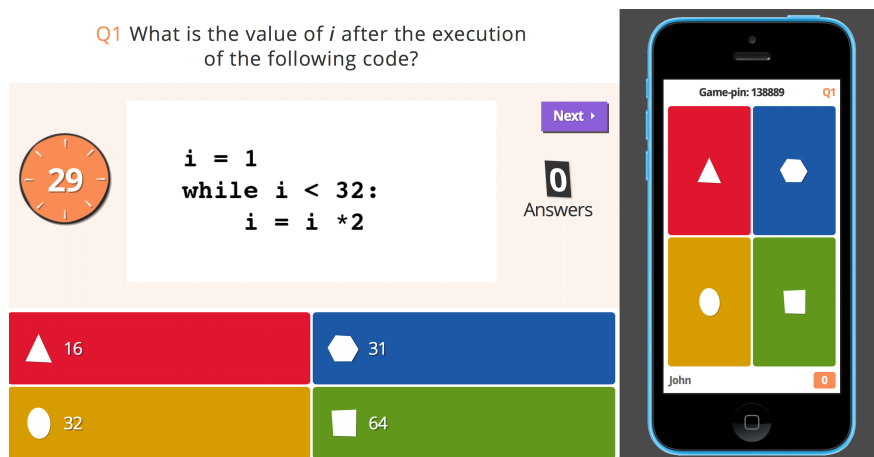 Q1 What is the value of i after the execution
of the following code?
Next
29
i = 1
while i < 32:
i = i *2
0
Answers
16
31
32
64
Game-pin: 138889
Q1
John
0